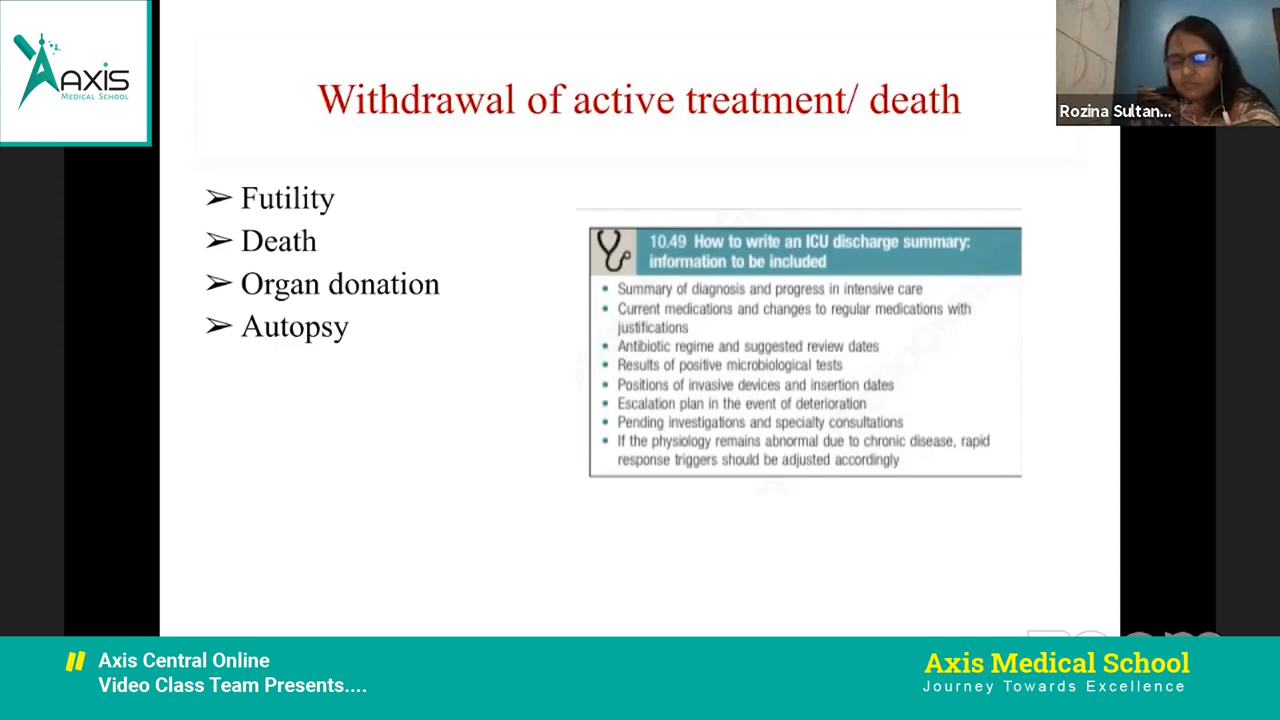 AXIS
MEDICAL SCHOOL
Withdrawal of active treatment/ death
Rozina Sultan...
➢ Futility
➢ Death
➢ Organ donation
➢ Autopsy
10.49 How to write an ICU discharge summary:
information to be included
• Summary of diagnosis and progress in intensive care
• Current medications and changes to regular medications with
justifications
• Antibiotic regime and suggested review dates
• Results of positive microbiological tests
• Positions of invasive devices and insertion dates
• Escalation plan in the event of deterioration
• Pending investigations and specialty consultations
• If the physiology remains abnormal due to chronic disease, rapid
response triggers should be adjusted accordingly
Axis Central Online
Video Class Team Presents....
Axis Medical School
Journey Towards Excellence